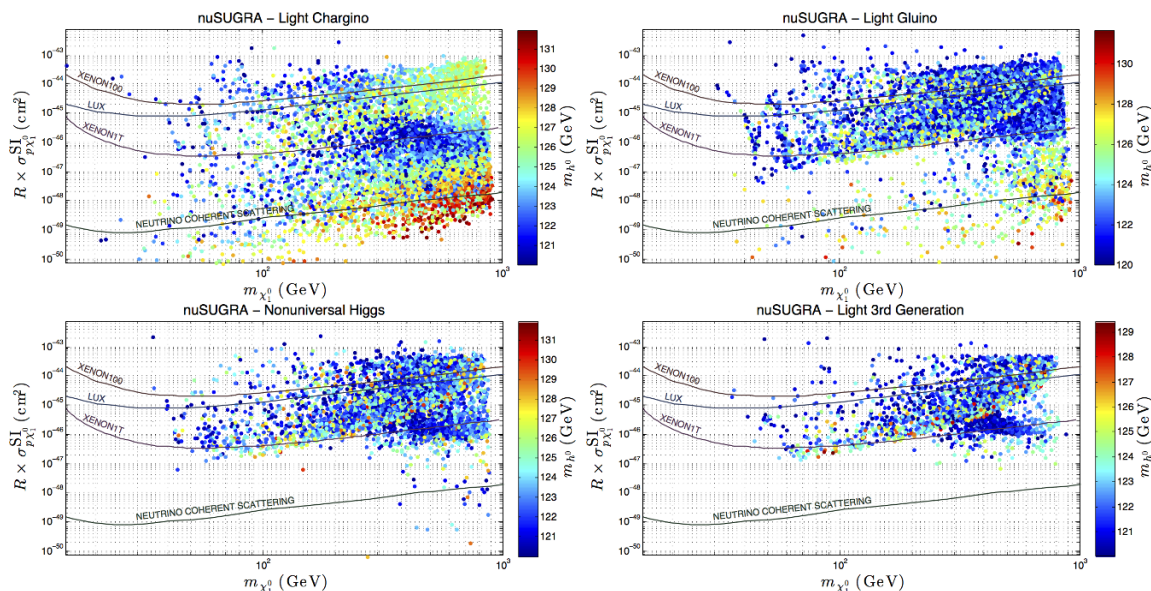 nuSUGRA – Light Chargino
10⁻⁴³
10⁻⁴⁴
10⁻⁴⁵
10⁻⁴⁶
10⁻⁴⁷
10⁻⁴⁸
10⁻⁴⁹
10⁻⁵⁰
R × σ^SI_pχ₁⁰ (cm²)
XENON100
LUX
XENON1T
NEUTRINO COHERENT SCATTERING
10² 10³
m_χ₁⁰ (GeV)
131
130
129
128
127
126
125
124
123
122
121
m_h⁰ (GeV)
nuSUGRA – Light Gluino
10⁻⁴³
10⁻⁴⁴
10⁻⁴⁵
10⁻⁴⁶
10⁻⁴⁷
10⁻⁴⁸
10⁻⁴⁹
10⁻⁵⁰
R × σ^SI_pχ₁⁰ (cm²)
XENON100
LUX
XENON1T
NEUTRINO COHERENT SCATTERING
10² 10³
m_χ₁⁰ (GeV)
130
128
126
124
122
120
m_h⁰ (GeV)
nuSUGRA – Nonuniversal Higgs
10⁻⁴³
10⁻⁴⁴
10⁻⁴⁵
10⁻⁴⁶
10⁻⁴⁷
10⁻⁴⁸
10⁻⁴⁹
10⁻⁵⁰
R × σ^SI_pχ₁⁰ (cm²)
XENON100
LUX
XENON1T
NEUTRINO COHERENT SCATTERING
10² 10³
m_χ₁⁰ (GeV)
131
130
129
128
127
126
125
124
123
122
121
m_h⁰ (GeV)
nuSUGRA – Light 3rd Generation
10⁻⁴³
10⁻⁴⁴
10⁻⁴⁵
10⁻⁴⁶
10⁻⁴⁷
10⁻⁴⁸
10⁻⁴⁹
10⁻⁵⁰
R × σ^SI_pχ₁⁰ (cm²)
XENON100
LUX
XENON1T
NEUTRINO COHERENT SCATTERING
10² 10³
m_χ₁⁰ (GeV)
129
128
127
126
125
124
123
122
121
m_h⁰ (GeV)